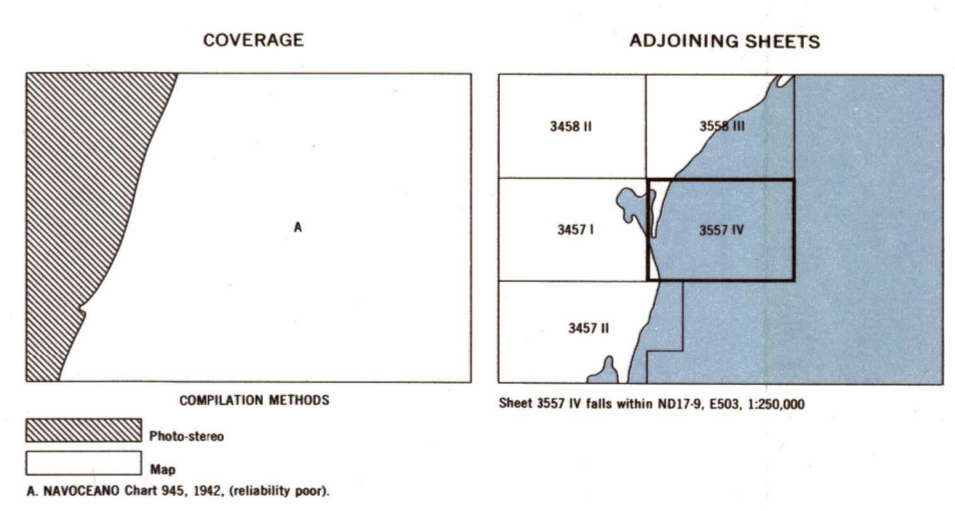 COVERAGE
A
COMPILATION METHODS
Photo-stereo
Map
A. NAVOCEANO Chart 945, 1942, (reliability poor).
ADJOINING SHEETS
3458 II
3558 III
3457 I
3557 IV
3457 II
Sheet 3557 IV falls within ND17-9, E503, 1:250,000